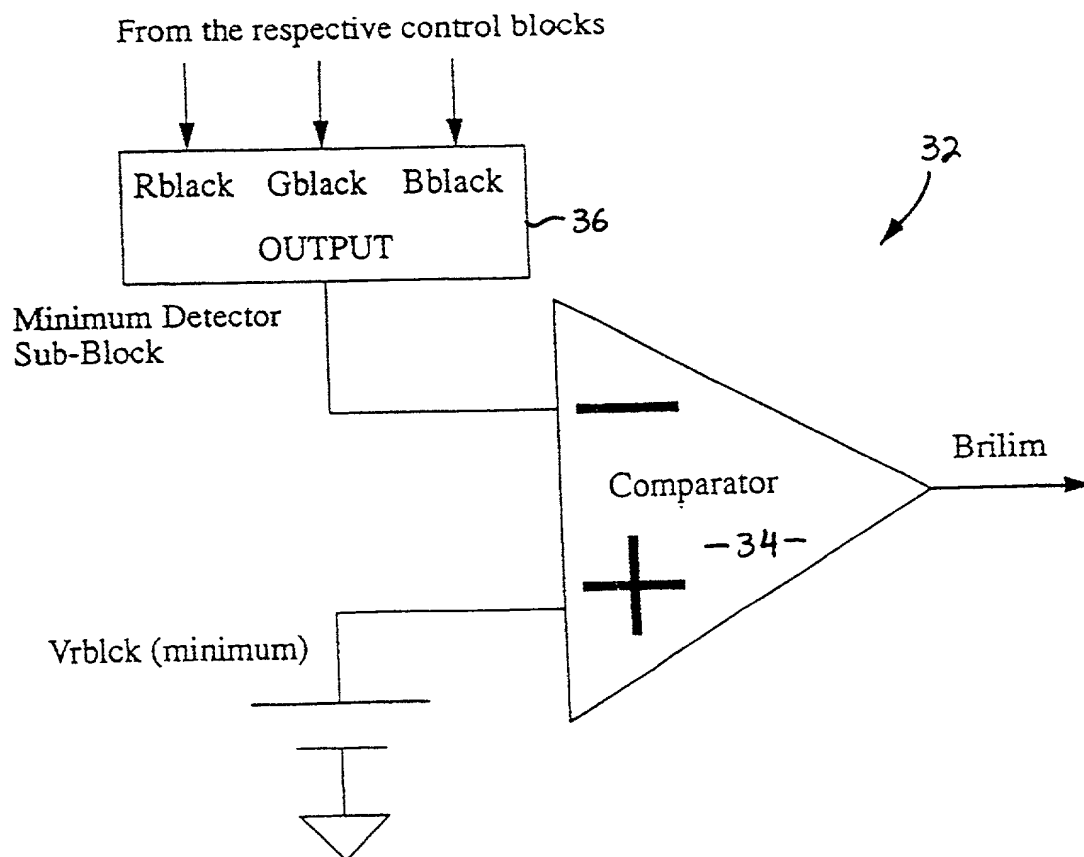 From the respective control blocks
32
Rblack Gblack Bblack
36
OUTPUT
Minimum Detector
Sub-Block
Brilim
Comparator
-34-
Vrblck (minimum)